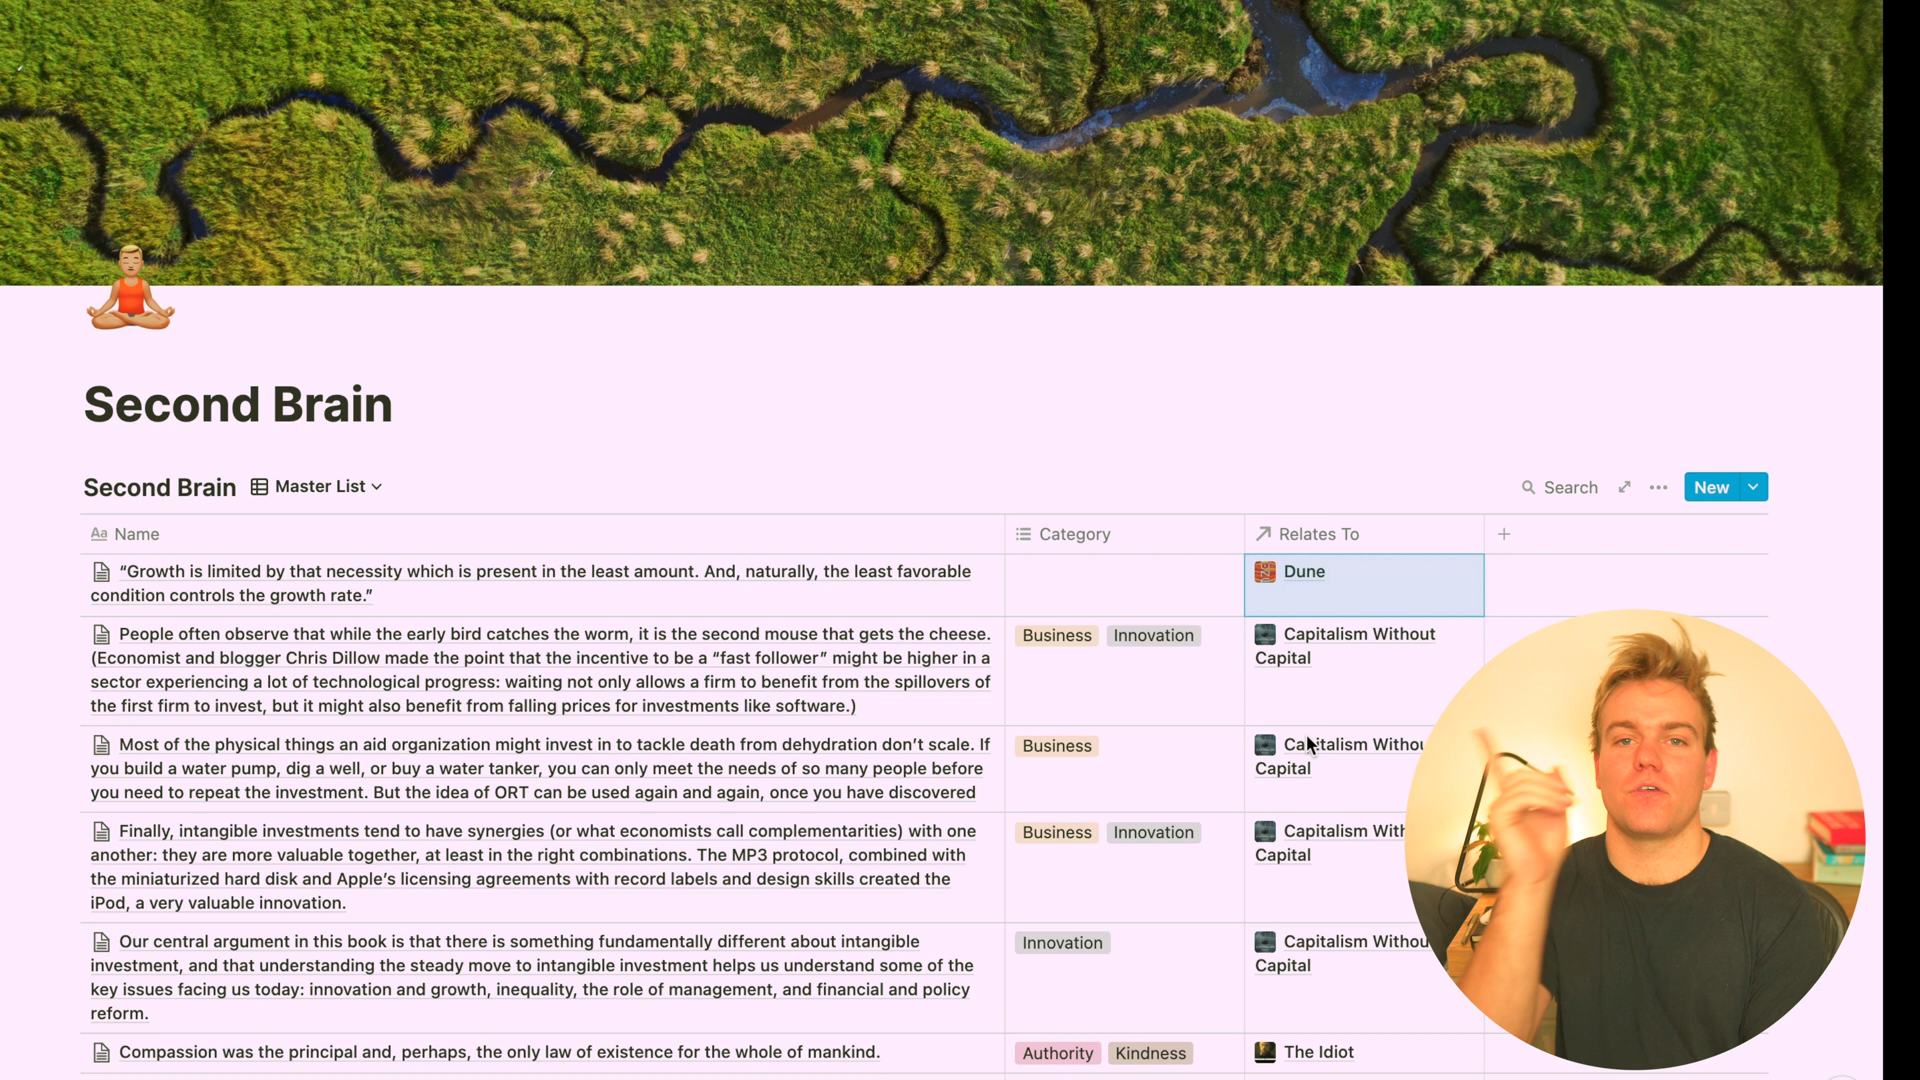 Second Brain
Second Brain Master List
Search
New
Aa Name
Category
Relates To
“Growth is limited by that necessity which is present in the least amount. And, naturally, the least favorable
condition controls the growth rate.”
Dune
People often observe that while the early bird catches the worm, it is the second mouse that gets the cheese.
(Economist and blogger Chris Dillow made the point that the incentive to be a “fast follower” might be higher in a
sector experiencing a lot of technological progress: waiting not only allows a firm to benefit from the spillovers of
the first firm to invest, but it might also benefit from falling prices for investments like software.)
Business Innovation
Capitalism Without
Capital
Most of the physical things an aid organization might invest in to tackle death from dehydration don’t scale. If
you build a water pump, dig a well, or buy a water tanker, you can only meet the needs of so many people before
you need to repeat the investment. But the idea of ORT can be used again and again, once you have discovered
Business
Capitalism Withou
Capital
Finally, intangible investments tend to have synergies (or what economists call complementarities) with one
another: they are more valuable together, at least in the right combinations. The MP3 protocol, combined with
the miniaturized hard disk and Apple’s licensing agreements with record labels and design skills created the
iPod, a very valuable innovation.
Business Innovation
Capitalism With
Capital
Our central argument in this book is that there is something fundamentally different about intangible
investment, and that understanding the steady move to intangible investment helps us understand some of the
key issues facing us today: innovation and growth, inequality, the role of management, and financial and policy
reform.
Innovation
Capitalism Withou
Capital
Compassion was the principal and, perhaps, the only law of existence for the whole of mankind.
Authority Kindness
The Idiot